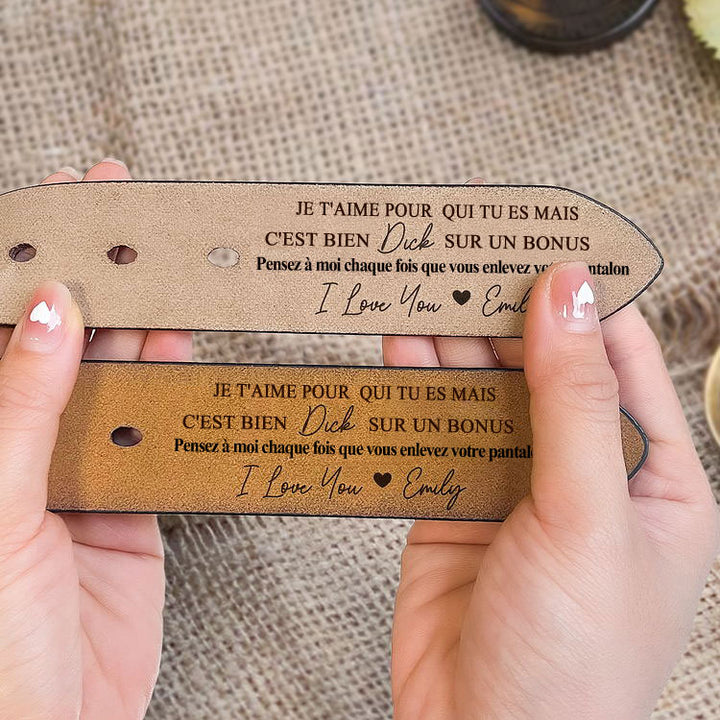 JE T'AIME POUR QUI TU ES MAIS
C'EST BIEN Dick SUR UN BONUS
Pensez à moi chaque fois que vous enlevez
I Love You ♥
JE T'AIME POUR QUI TU ES MAIS
C'EST BIEN Dick SUR UN BONUS
Pensez à moi chaque fois que vous enlevez votre
I Love You ♥ Emily